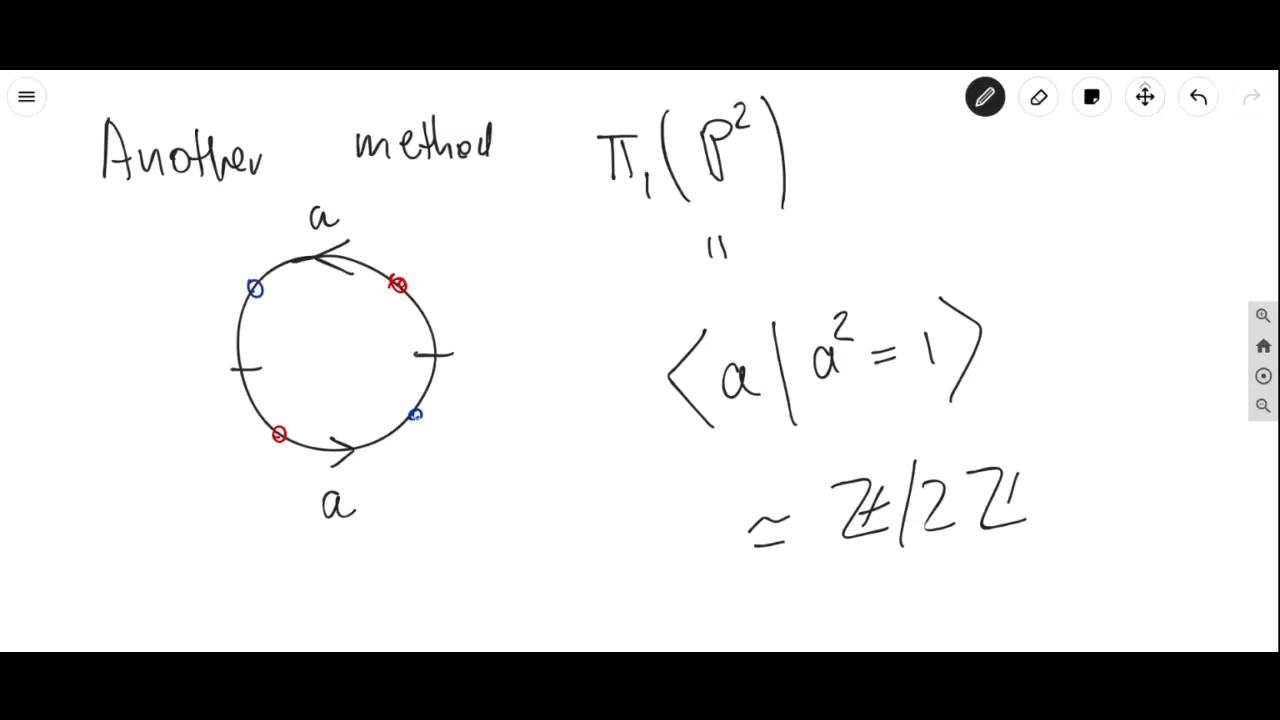 Another method π₁(P²)
a
=
⟨a | a² = 1⟩
a
≃ ℤ/2ℤ